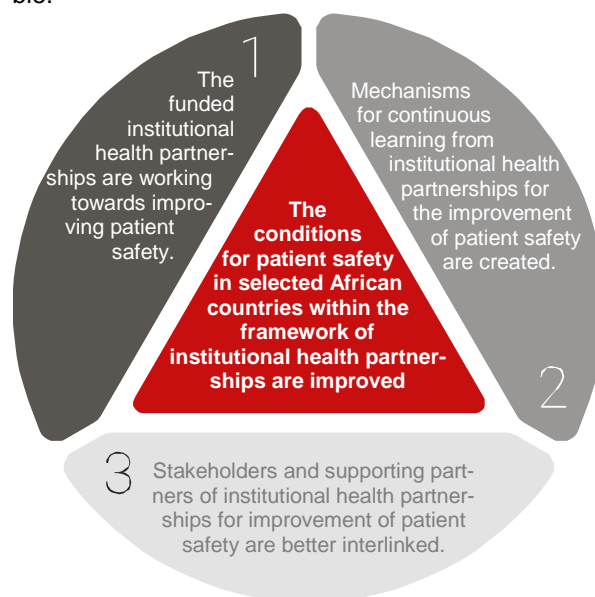 ble.
1
The
funded
institutional
health partner-
ships are working
towards impro-
ving patient
safety.
Mechanisms
for continuous
learning from
institutional health
partnerships for
the improvement
of patient safety
are created.
2
The
conditions
for patient safety
in selected African
countries within the
framework of
institutional health partner-
ships are improved
3
Stakeholders and supporting part-
ners of institutional health partner-
ships for improvement of patient
safety are better interlinked.